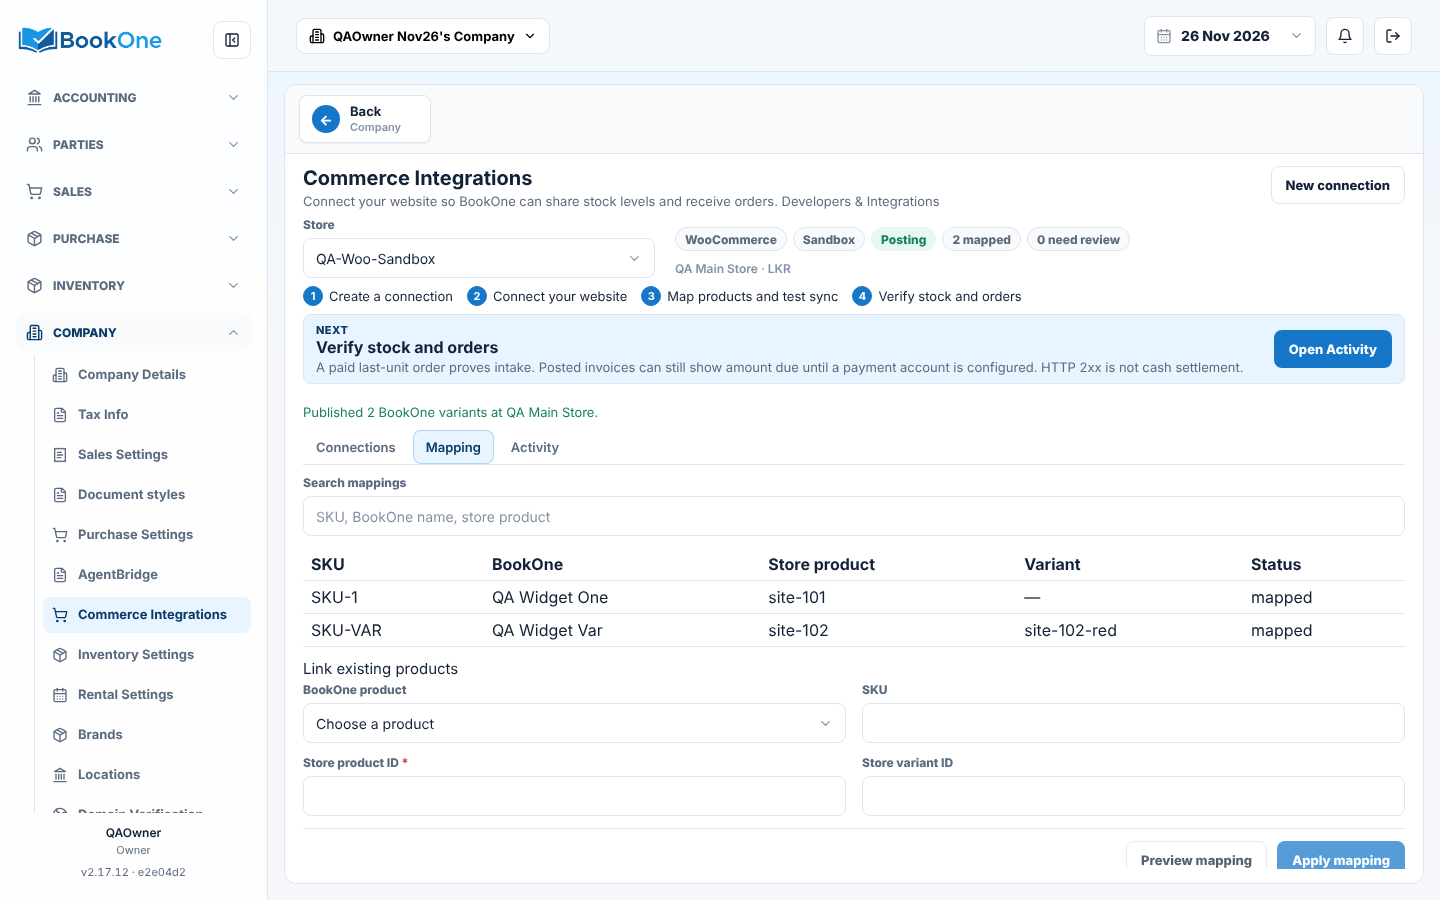 BookOne
QAOwner Nov26's Company
26 Nov 2026
ACCOUNTING
PARTIES
SALES
PURCHASE
INVENTORY
COMPANY
Company Details
Tax Info
Sales Settings
Document styles
Purchase Settings
AgentBridge
Commerce Integrations
Inventory Settings
Rental Settings
Brands
Locations
Domain Verification
QAOwner
Owner
v2.17.12 · e2e04d2
Back
Company
Commerce Integrations
Connect your website so BookOne can share stock levels and receive orders. Developers & Integrations
New connection
Store
QA-Woo-Sandbox
WooCommerce Sandbox Posting 2 mapped 0 need review
QA Main Store · LKR
1 Create a connection 2 Connect your website 3 Map products and test sync 4 Verify stock and orders
NEXT
Verify stock and orders
A paid last-unit order proves intake. Posted invoices can still show amount due until a payment account is configured. HTTP 2xx is not cash settlement.
Open Activity
Published 2 BookOne variants at QA Main Store.
Connections Mapping Activity
Search mappings
SKU, BookOne name, store product
SKU BookOne Store product Variant Status
SKU-1 QA Widget One site-101 — mapped
SKU-VAR QA Widget Var site-102 site-102-red mapped
Link existing products
BookOne product SKU
Choose a product
Store product ID * Store variant ID
Preview mapping Apply mapping